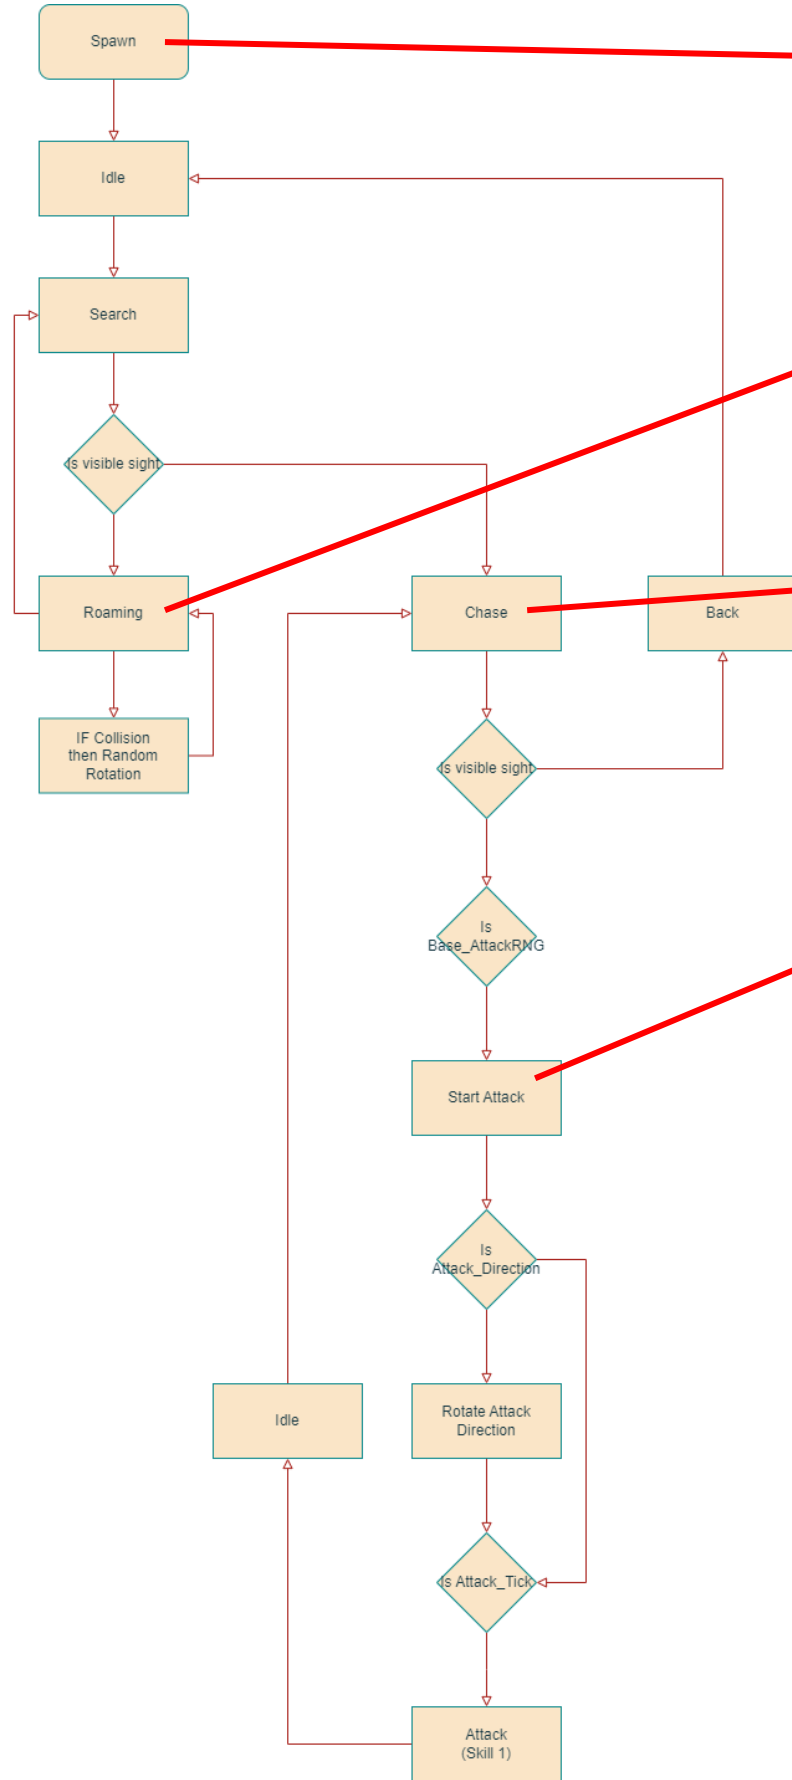 Spawn
Idle
Search
Is visible sight
Roaming
Chase
Back
IF Collision
then Random
Rotation
Is visible sight
Is
Base_AttackRNG
Start Attack
Is
Attack_Direction
Idle
Rotate Attack
Direction
Is Attack_Tick
Attack
(Skill 1)